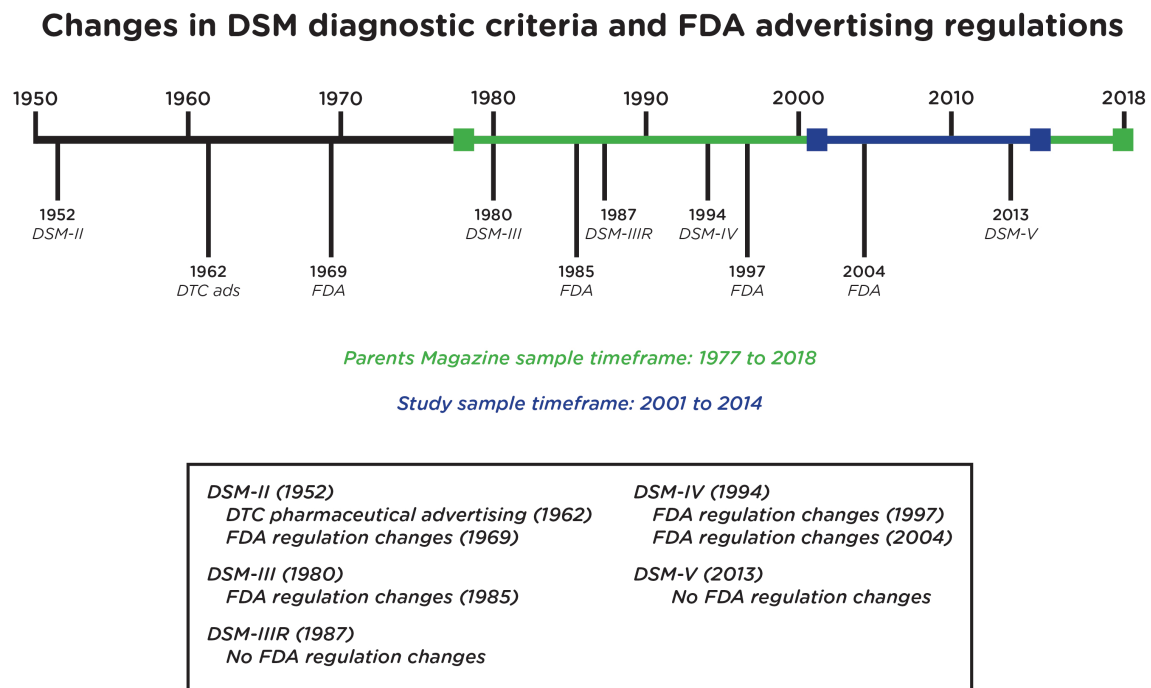 Changes in DSM diagnostic criteria and FDA advertising regulations
1950 1960 1970 1980 1990 2000 2010 2018
1952 1980 1987 1994 2013
DSM-II DSM-III DSM-IIIR DSM-IV DSM-V
1962 1969 1985 1997 2004
DTC ads FDA FDA FDA FDA
Parents Magazine sample timeframe: 1977 to 2018
Study sample timeframe: 2001 to 2014
DSM-II (1952)
DTC pharmaceutical advertising (1962)
FDA regulation changes (1969)
DSM-III (1980)
FDA regulation changes (1985)
DSM-IIIR (1987)
No FDA regulation changes
DSM-IV (1994)
FDA regulation changes (1997)
FDA regulation changes (2004)
DSM-V (2013)
No FDA regulation changes